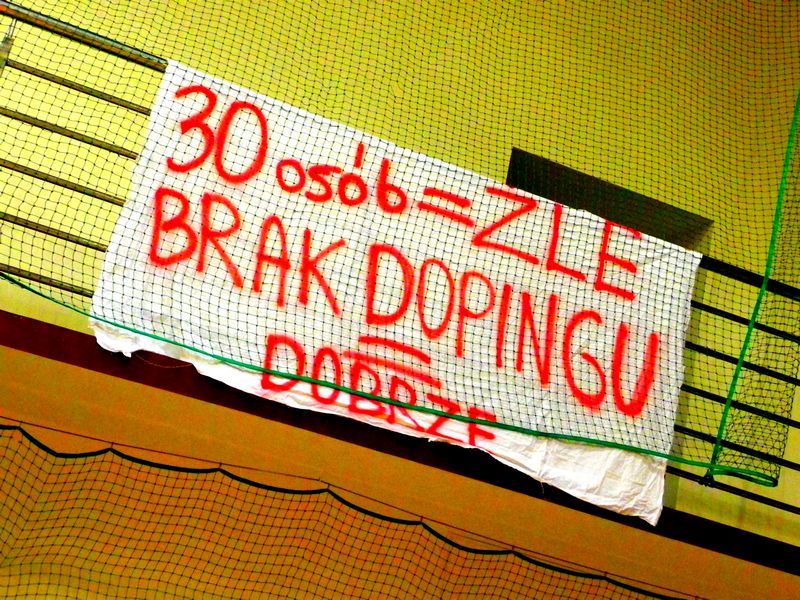 30 osób = ZLE
BRAK DOPINGU
=
DOBRZE